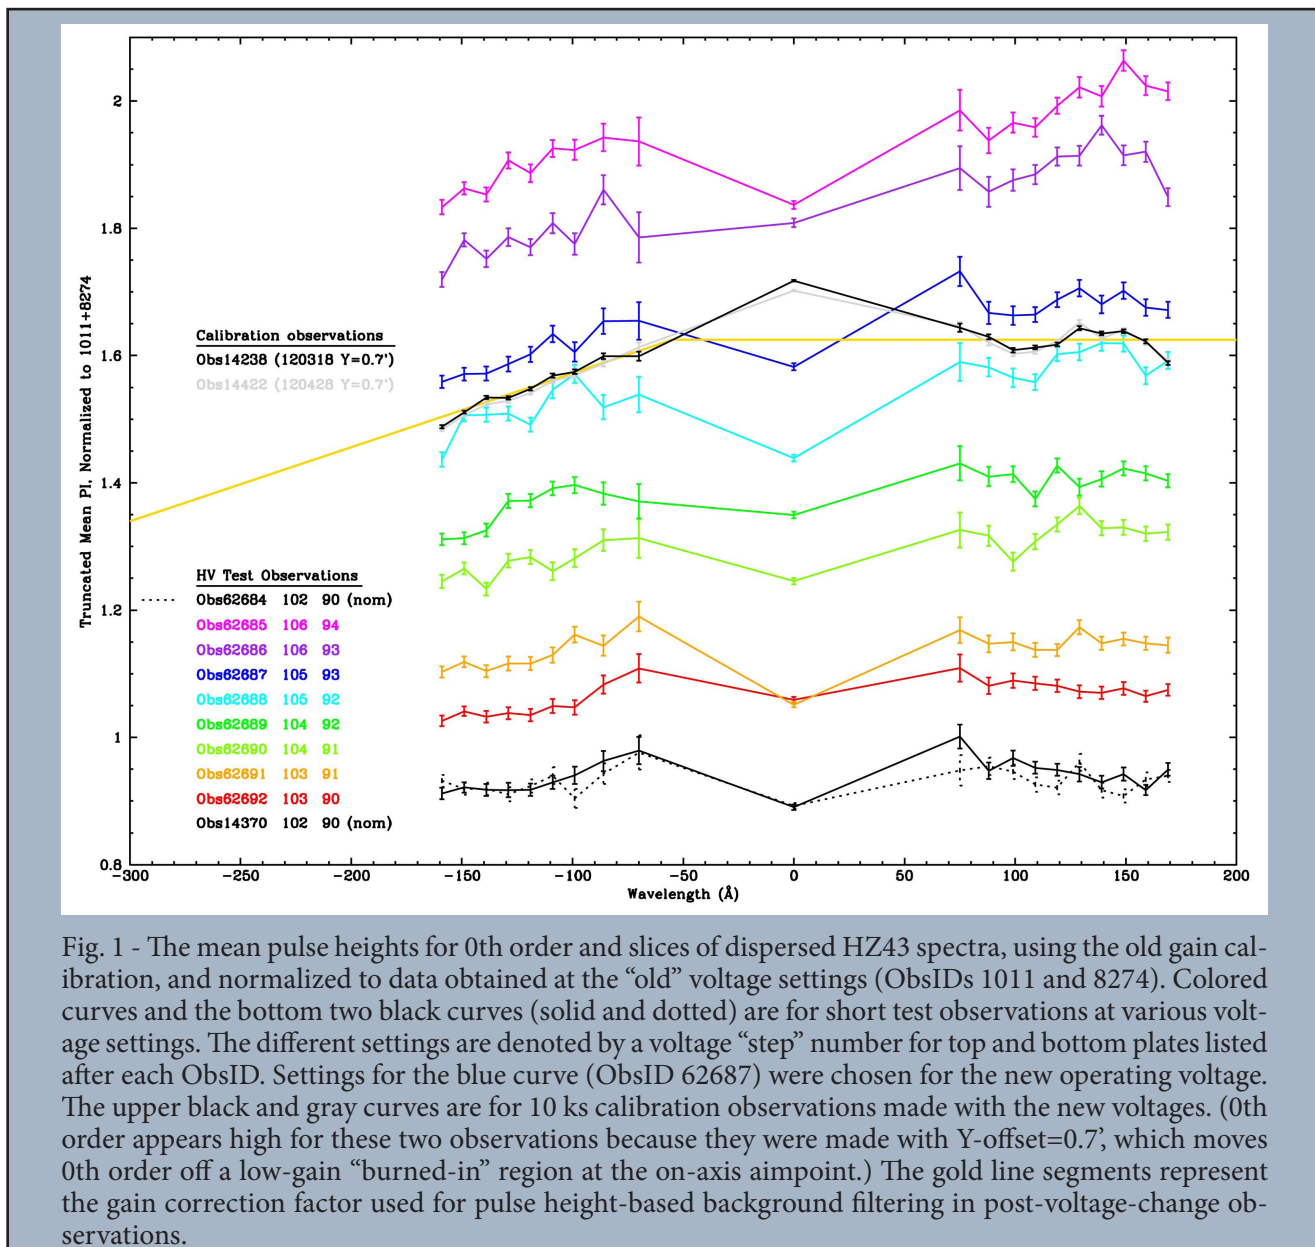 2
1.8
1.6
1.4
1.2
1
0.8
Truncated Mean PI, Normalized to 1011+8274
Calibration observations
Obs14238 (120318 Y=0.7')
Obs14422 (120428 Y=0.7')
HV Test Observations
Obs62684 102 90 (nom)
Obs62685 106 94
Obs62686 106 93
Obs62687 105 93
Obs62688 105 92
Obs62689 104 92
Obs62690 104 91
Obs62691 103 91
Obs62692 103 90
Obs14370 102 90 (nom)
−300 −250 −200 −150 −100 −50 0 50 100 150 200
Wavelength (Å)
Fig. 1 - The mean pulse heights for 0th order and slices of dispersed HZ43 spectra, using the old gain cal-
ibration, and normalized to data obtained at the “old” voltage settings (ObsIDs 1011 and 8274). Colored
curves and the bottom two black curves (solid and dotted) are for short test observations at various volt-
age settings. The different settings are denoted by a voltage “step” number for top and bottom plates listed
after each ObsID. Settings for the blue curve (ObsID 62687) were chosen for the new operating voltage.
The upper black and gray curves are for 10 ks calibration observations made with the new voltages. (0th
order appears high for these two observations because they were made with Y-offset=0.7’, which moves
0th order off a low-gain “burned-in” region at the on-axis aimpoint.) The gold line segments represent
the gain correction factor used for pulse height-based background filtering in post-voltage-change ob-
servations.